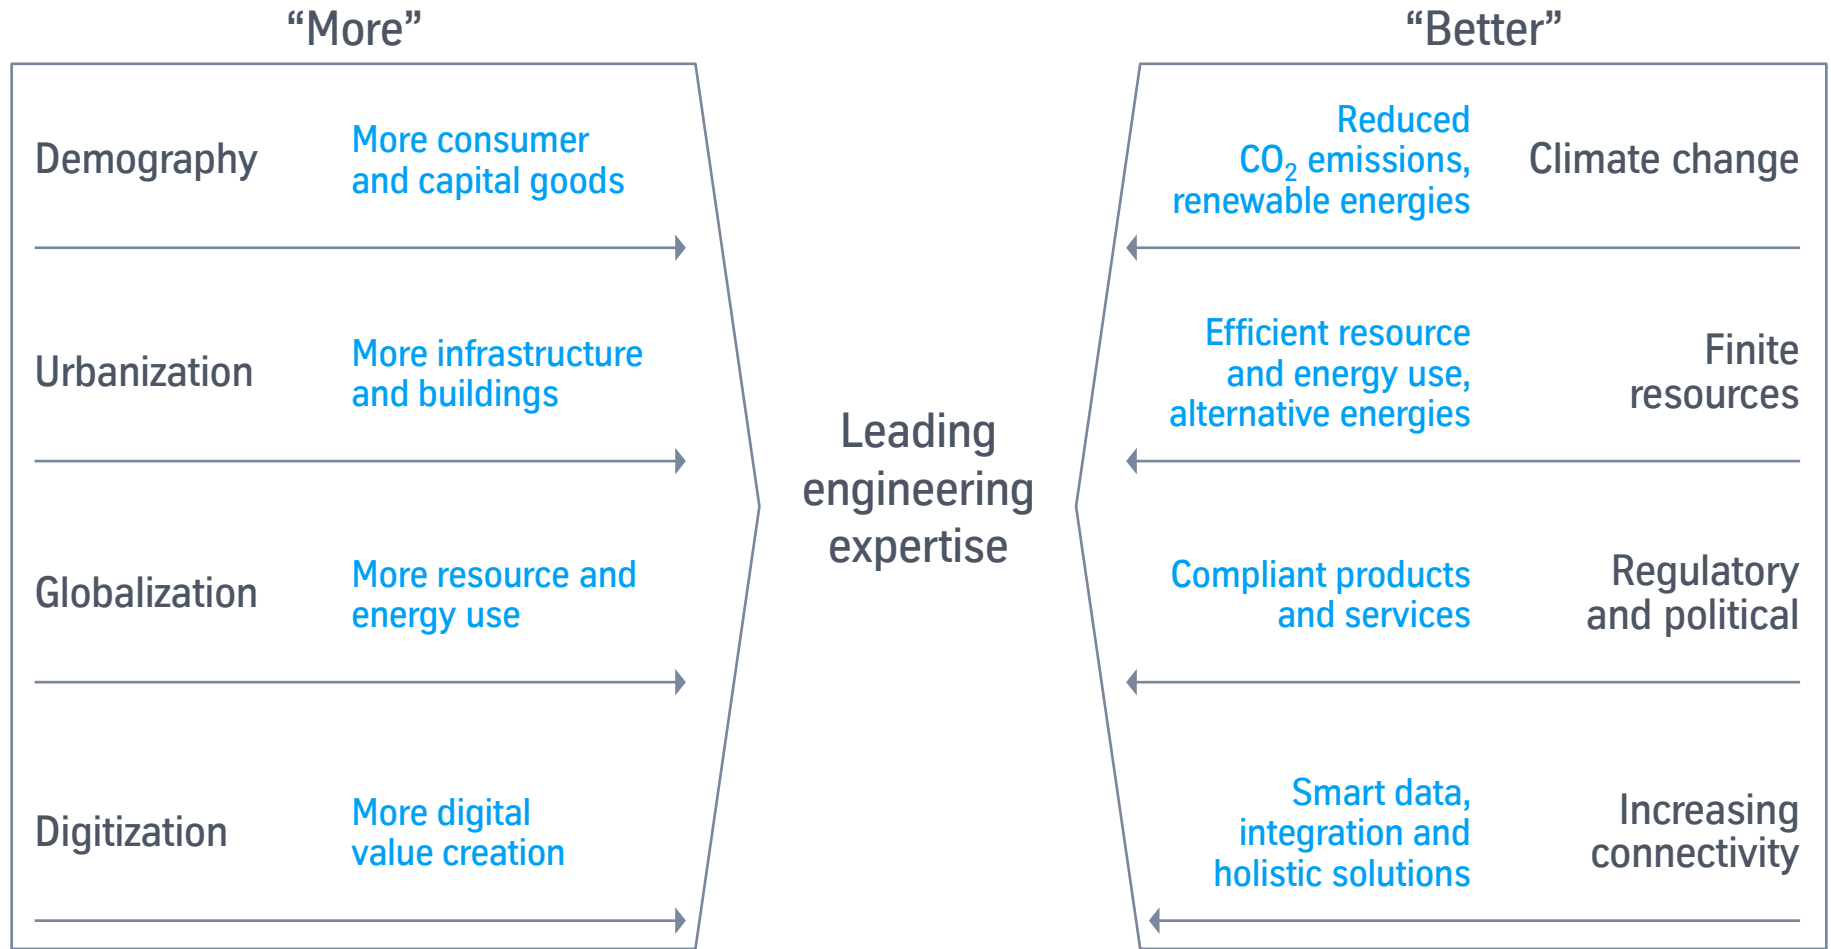 “More”
Demography
More consumer
and capital goods
Urbanization
More infrastructure
and buildings
Globalization
More resource and
energy use
Digitization
More digital
value creation
Leading
engineering
expertise
“Better”
Reduced
CO₂ emissions,
renewable energies
Climate change
Efficient resource
and energy use,
alternative energies
Finite
resources
Compliant products
and services
Regulatory
and political
Smart data,
integration and
holistic solutions
Increasing
connectivity